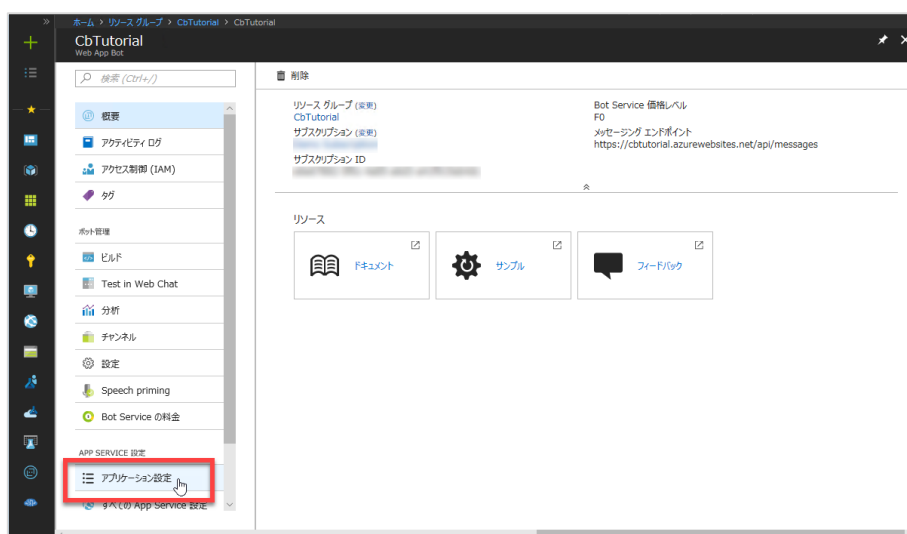 ホーム > リソース グループ > CbTutorial > CbTutorial
CbTutorial
Web App Bot
検索 (Ctrl+/)
概要
アクティビティ ログ
アクセス制御 (IAM)
タグ
ボット管理
ビルド
Test in Web Chat
分析
チャンネル
設定
Speech priming
Bot Service の料金
APP SERVICE 設定
アプリケーション設定
すべての App Service 設定
削除
リソース グループ (変更)
CbTutorial
サブスクリプション (変更)
サブスクリプション ID
Bot Service 価格レベル
F0
メッセージング エンドポイント
https://cbtutorial.azurewebsites.net/api/messages
リソース
ドキュメント
サンプル
フィードバック